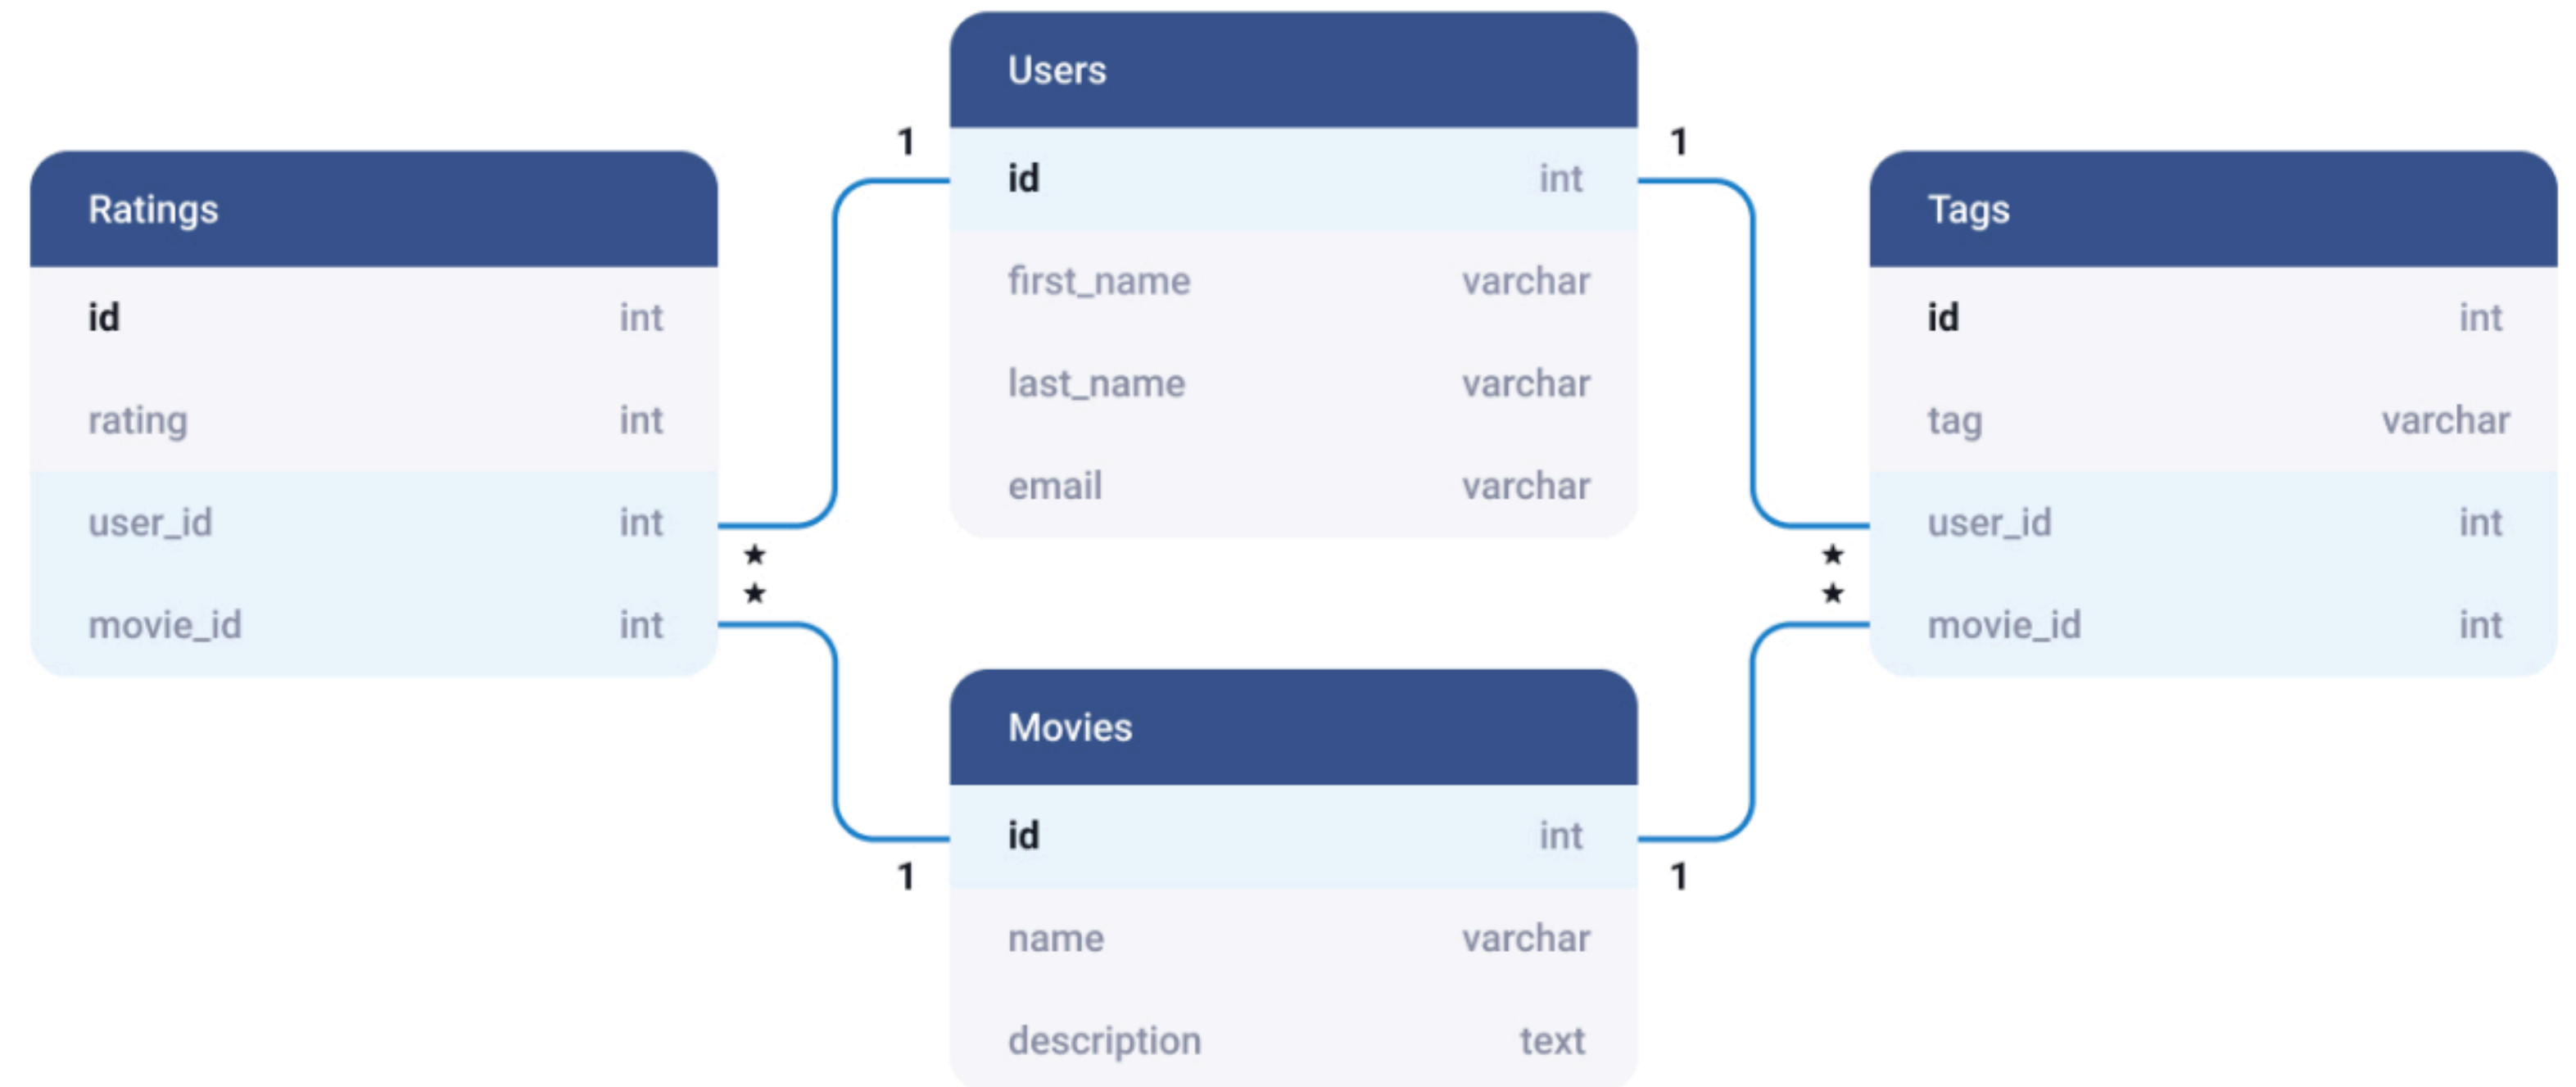 Users
1
id int
first_name varchar
last_name varchar
email varchar
1
Ratings
id int
rating int
user_id int
movie_id int
★
★
Tags
id int
tag varchar
user_id int
movie_id int
★
★
Movies
id int
name varchar
description text
1
1